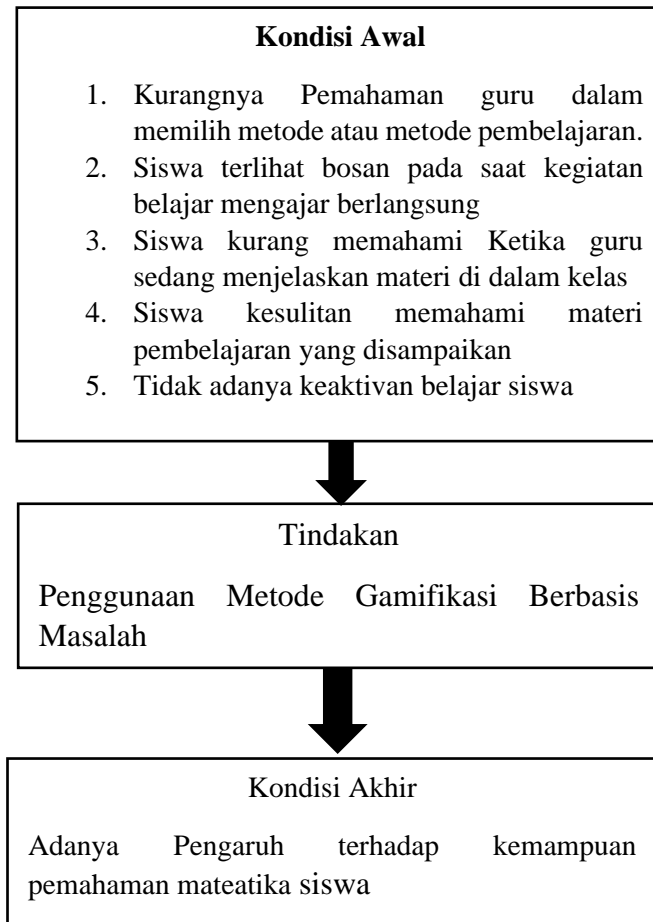 Kondisi Awal
1. Kurangnya Pemahaman guru dalam
memilih metode atau metode pembelajaran.
2. Siswa terlihat bosan pada saat kegiatan
belajar mengajar berlangsung
3. Siswa kurang memahami Ketika guru
sedang menjelaskan materi di dalam kelas
4. Siswa kesulitan memahami materi
pembelajaran yang disampaikan
5. Tidak adanya keaktivan belajar siswa
Tindakan
Penggunaan Metode Gamifikasi Berbasis
Masalah
Kondisi Akhir
Adanya Pengaruh terhadap kemampuan
pemahaman mateatika siswa